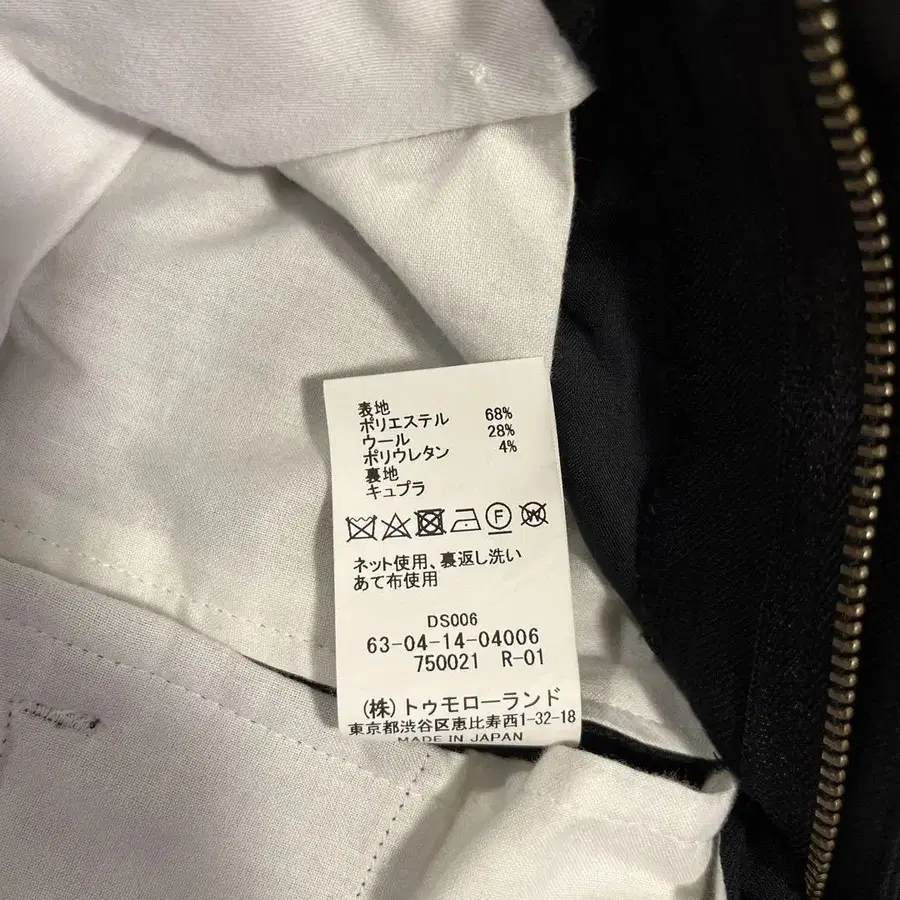 表地
ポリエステル 68%
ウール 28%
ポリウレタン 4%
裏地
キュプラ
F W
ネット使用、裏返し洗い
あて布使用
DS006
63-04-14-04006
750021 R-01
(株)トゥモローランド
東京都渋谷区恵比寿西1-32-18
MADE IN JAPAN